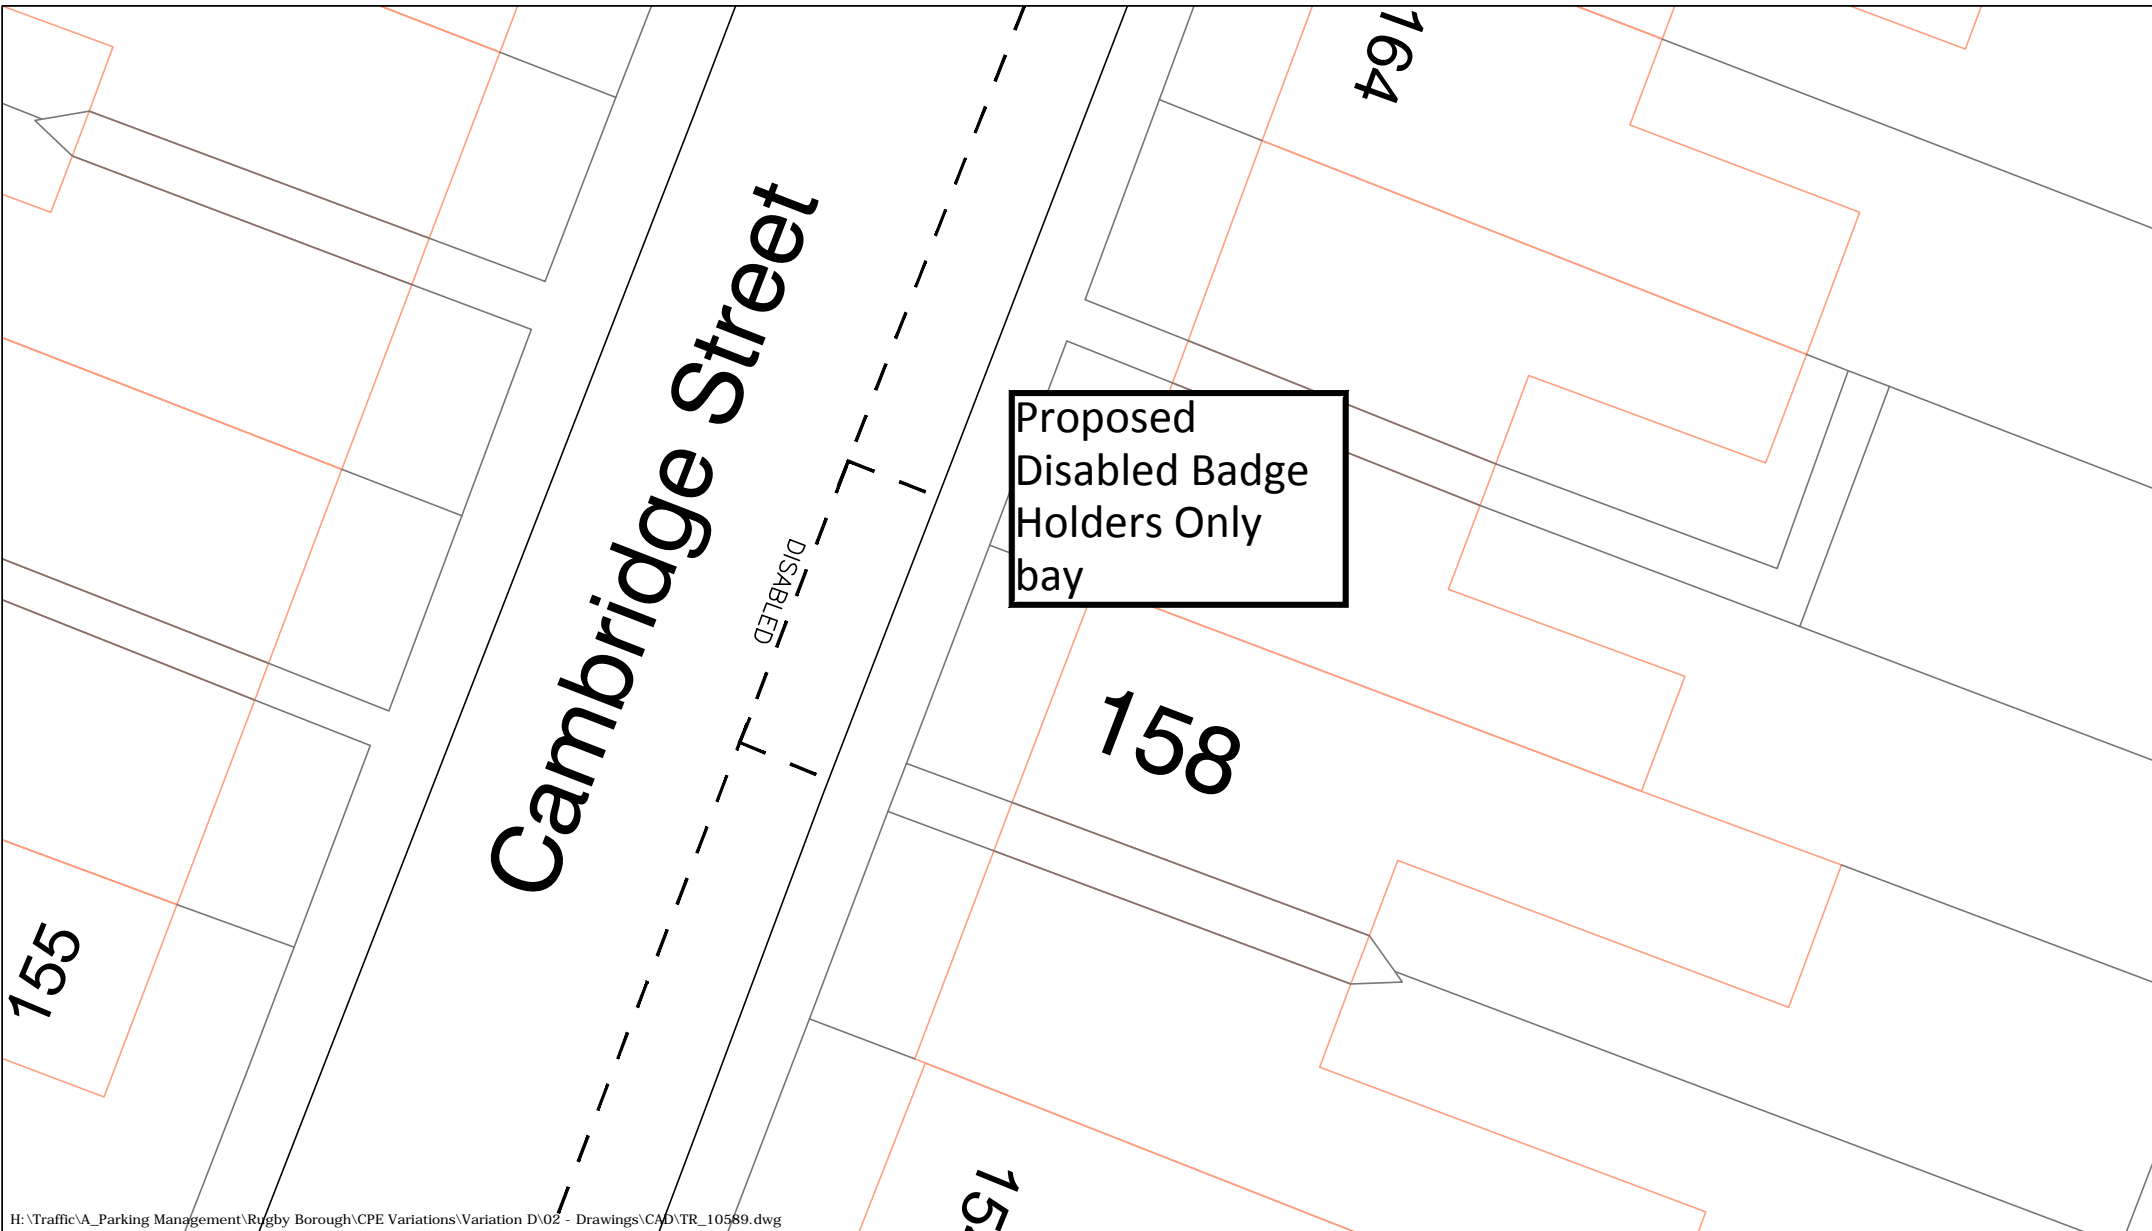 164
Cambridge Street
Proposed
Disabled Badge
Holders Only
bay
DISABLED
158
155
H:\Traffic\A_Parking Management\Rugby Borough\CPE Variations\Variation D\02 - Drawings\CAD\TR_10589.dwg